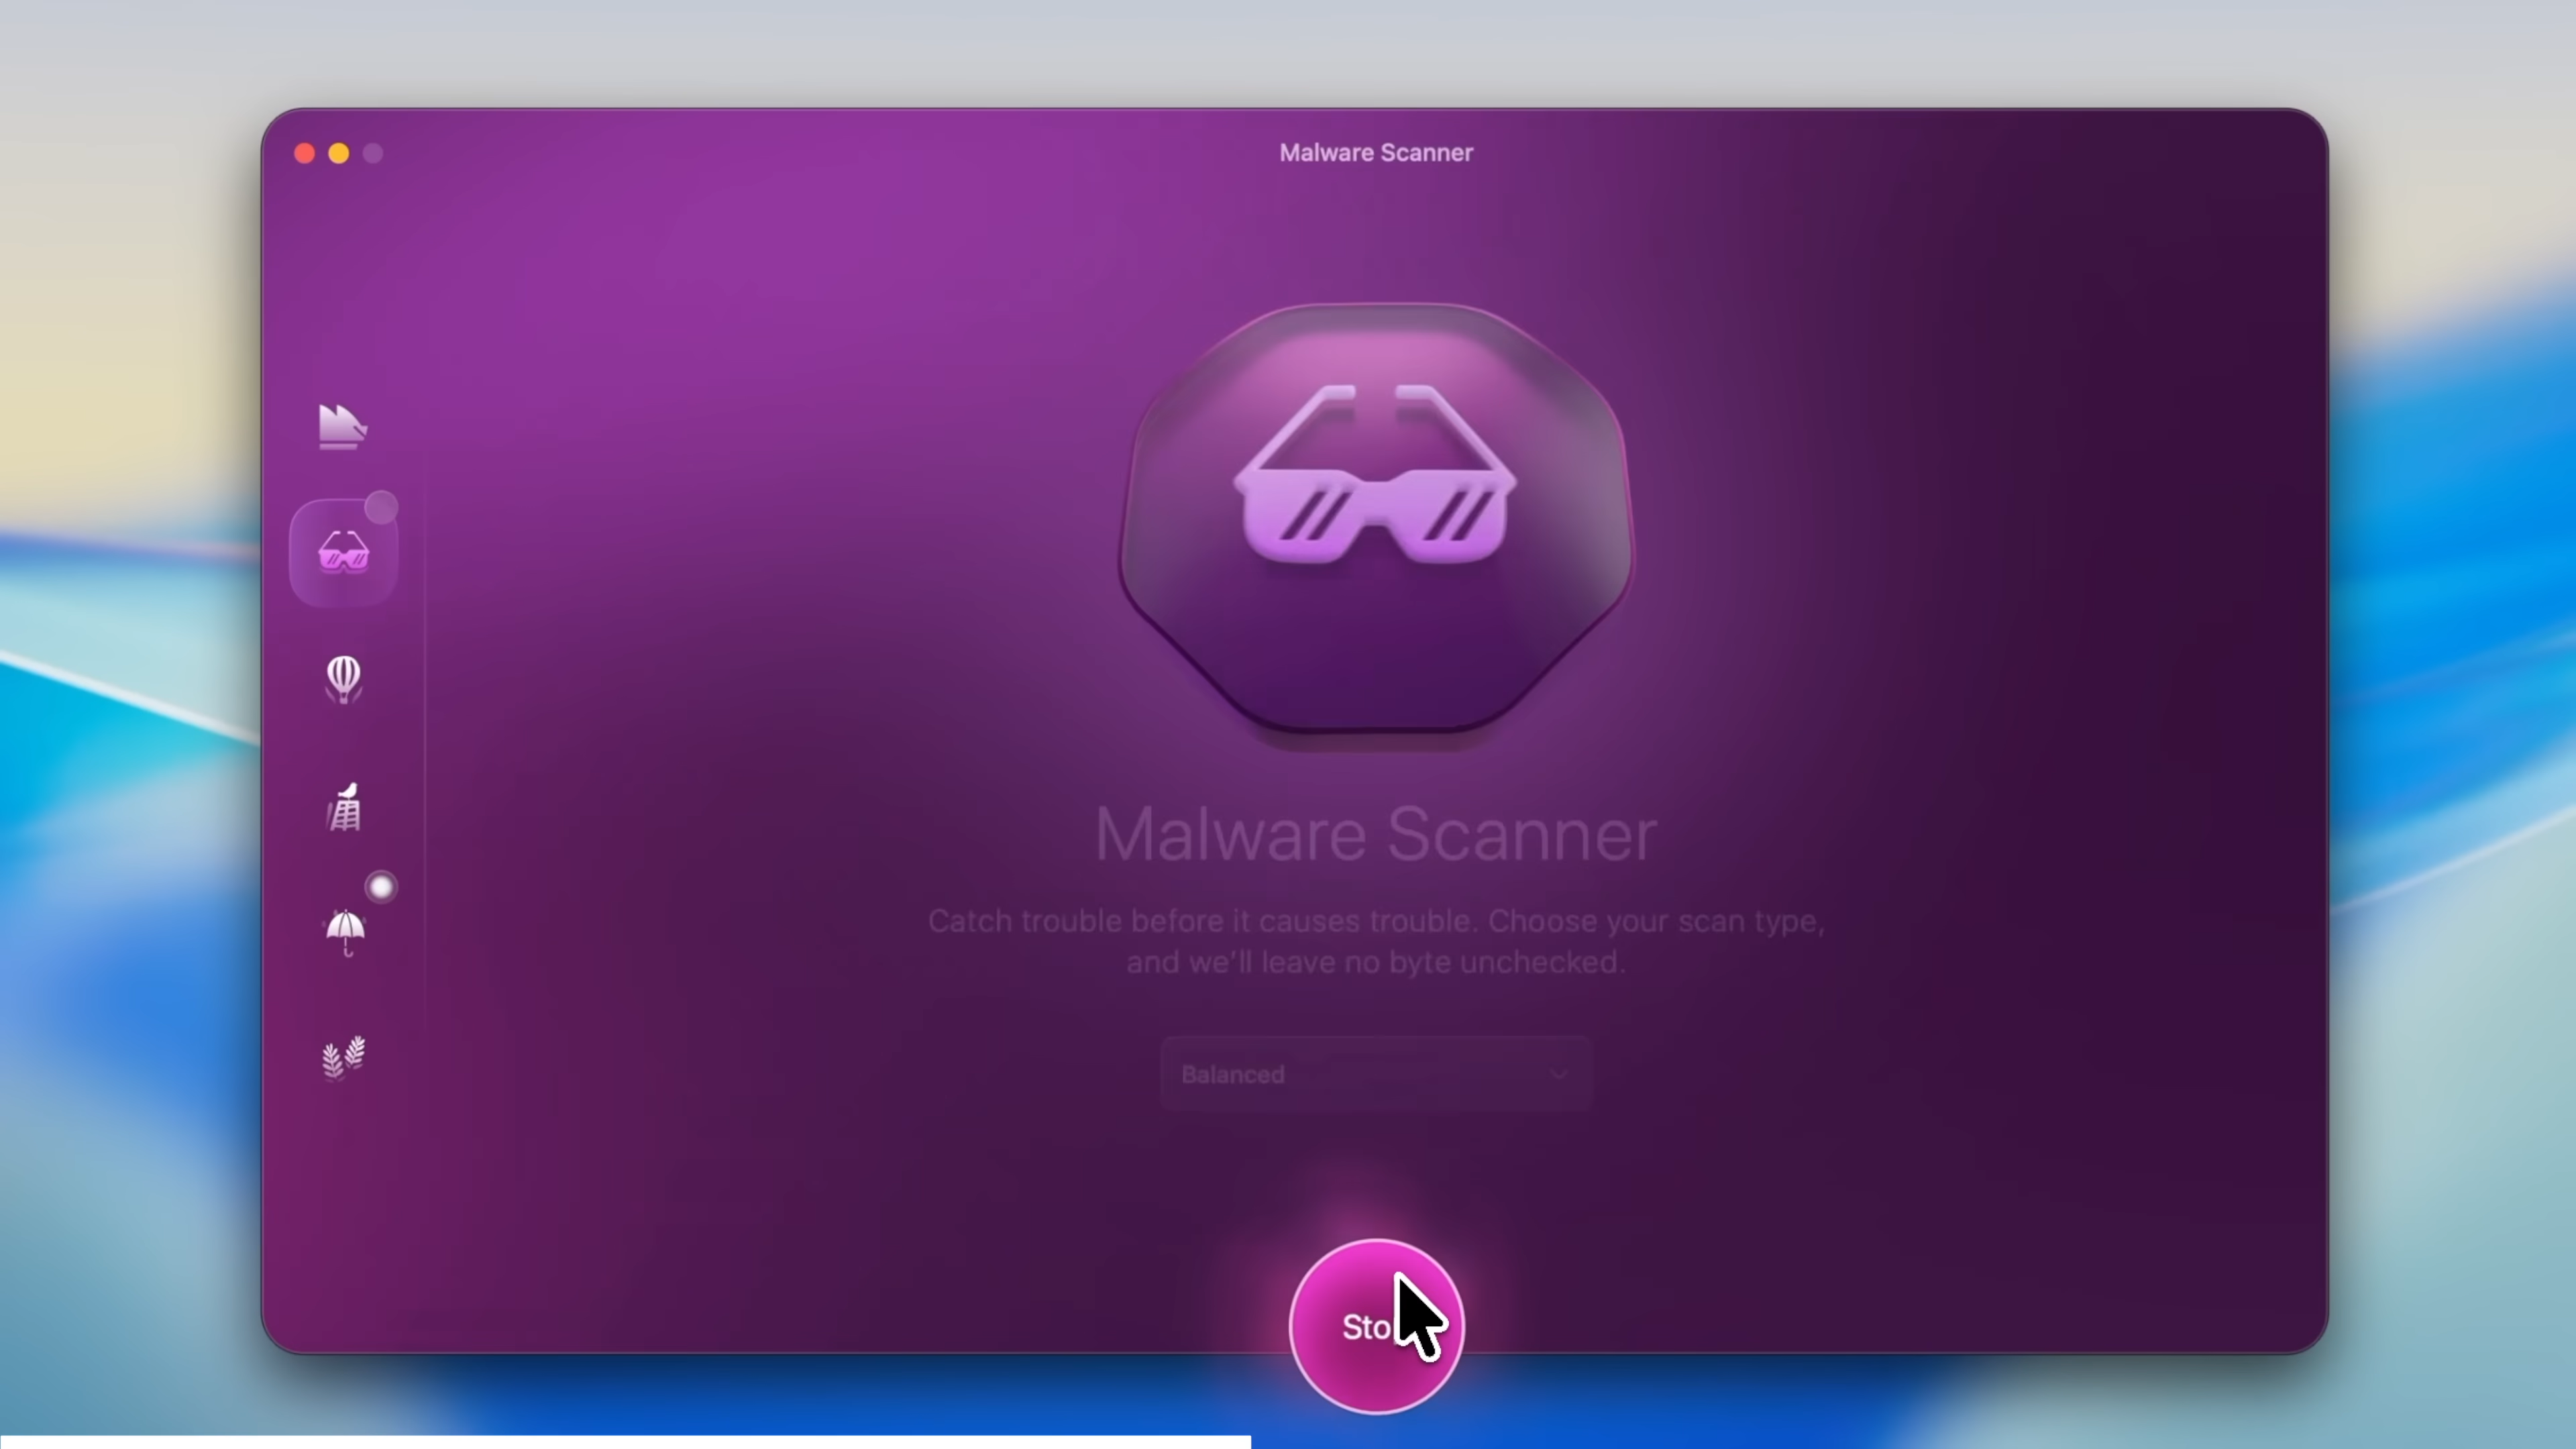 Malware Scanner
Malware Scanner
Catch trouble before it causes trouble. Choose your scan type,
and we'll leave no byte unchecked.
Balanced